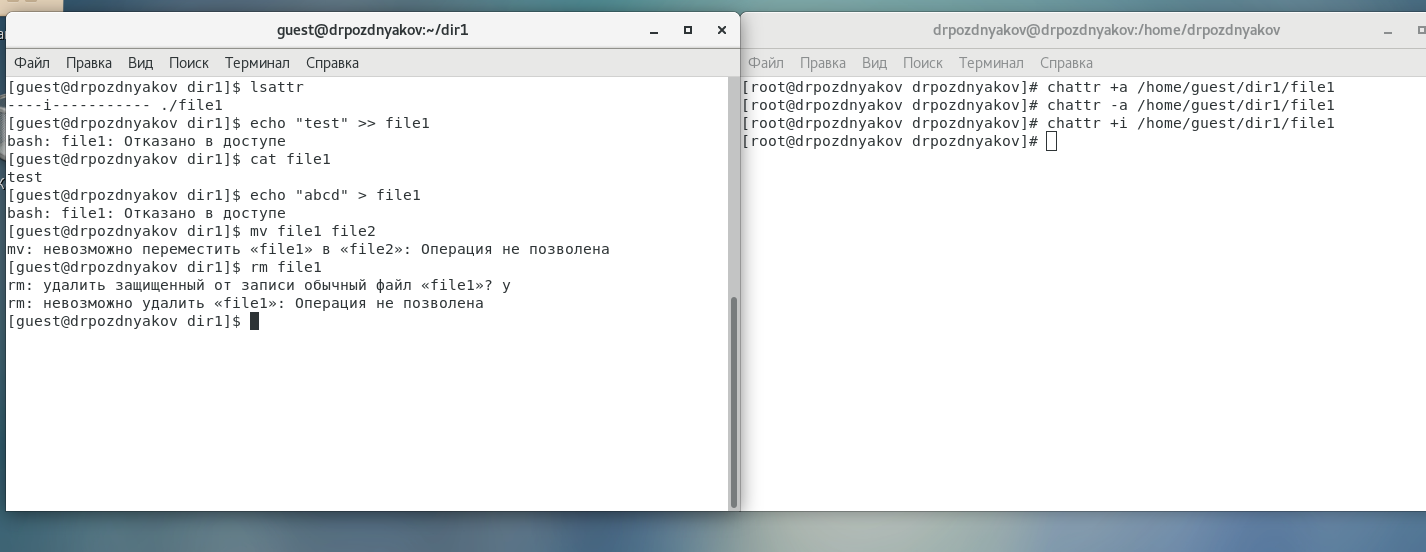 guest@drpozdnyakov:~/dir1
Файл Правка Вид Поиск Терминал Справка
[guest@drpozdnyakov dir1]$ lsattr
----i----------- ./file1
[guest@drpozdnyakov dir1]$ echo "test" >> file1
bash: file1: Отказано в доступе
[guest@drpozdnyakov dir1]$ cat file1
test
[guest@drpozdnyakov dir1]$ echo "abcd" > file1
bash: file1: Отказано в доступе
[guest@drpozdnyakov dir1]$ mv file1 file2
mv: невозможно переместить «file1» в «file2»: Операция не позволена
[guest@drpozdnyakov dir1]$ rm file1
rm: удалить защищенный от записи обычный файл «file1»? y
rm: невозможно удалить «file1»: Операция не позволена
[guest@drpozdnyakov dir1]$
drpozdnyakov@drpozdnyakov:/home/drpozdnyakov
Файл Правка Вид Поиск Терминал Справка
[root@drpozdnyakov drpozdnyakov]# chattr +a /home/guest/dir1/file1
[root@drpozdnyakov drpozdnyakov]# chattr -a /home/guest/dir1/file1
[root@drpozdnyakov drpozdnyakov]# chattr +i /home/guest/dir1/file1
[root@drpozdnyakov drpozdnyakov]#